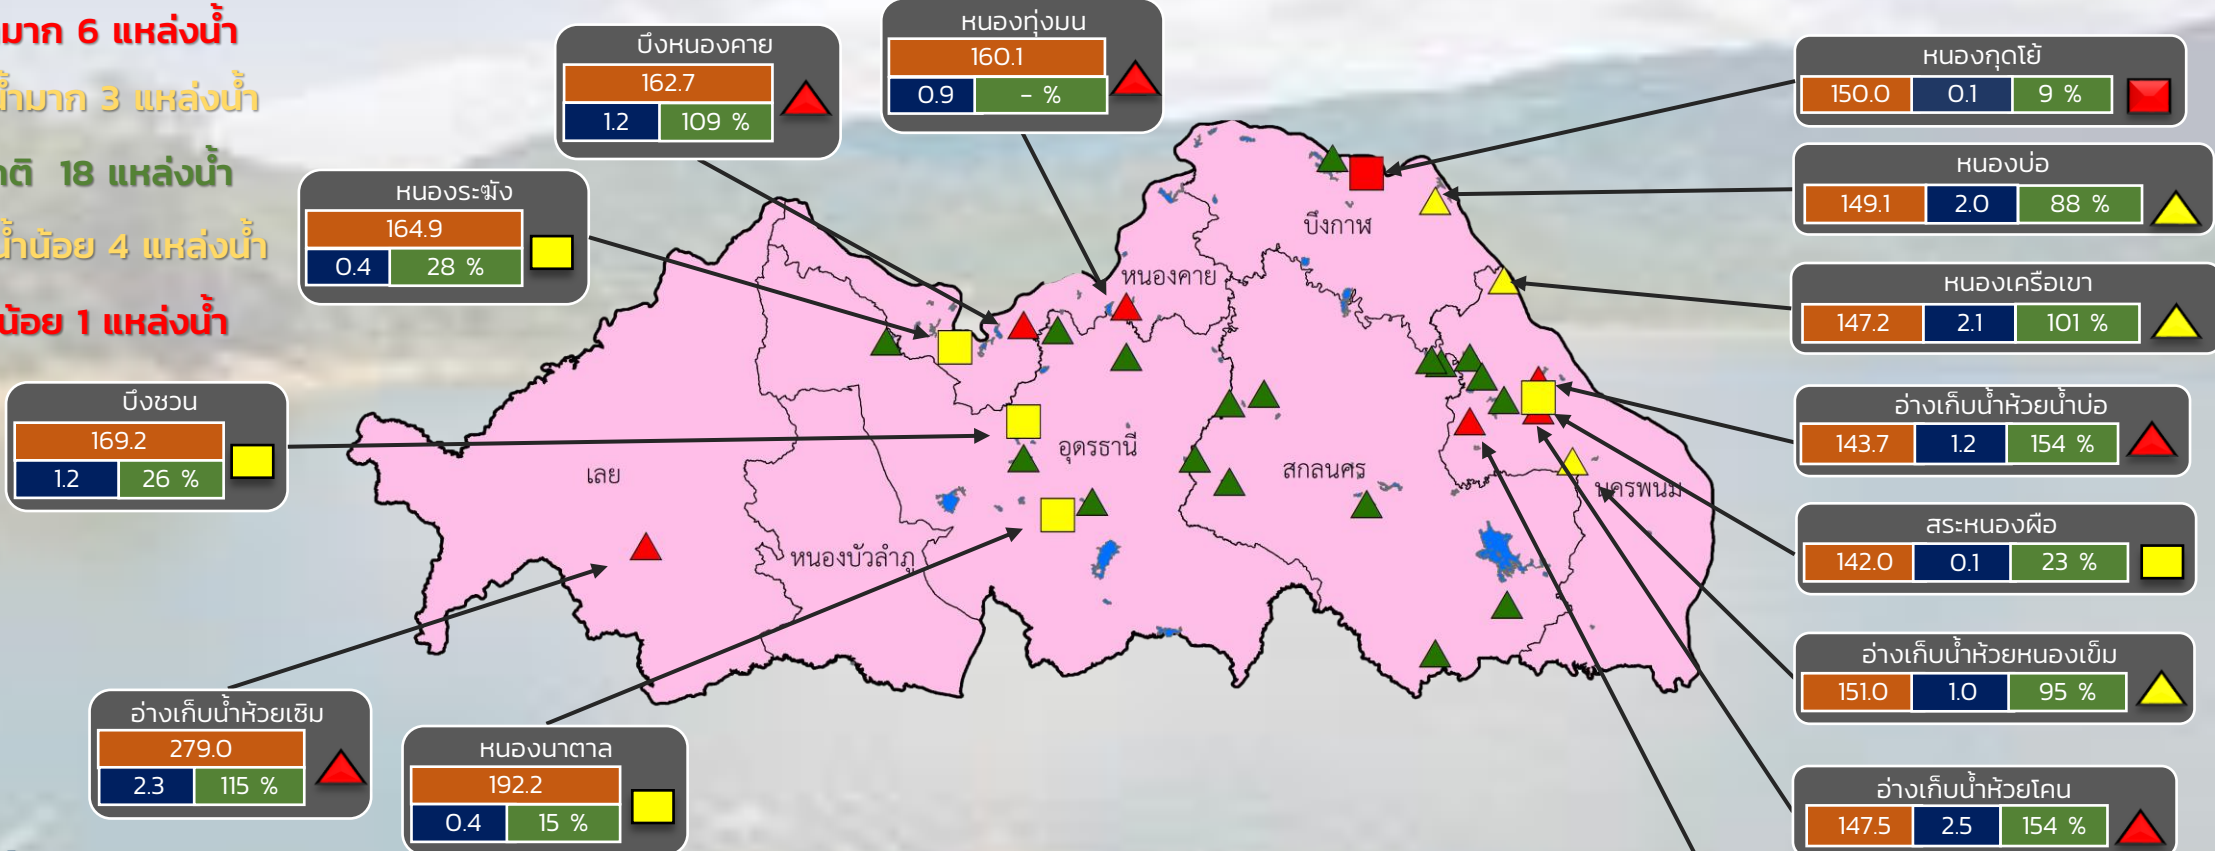 มาก 6 แหล่งน้ำ
น้ำมาก 3 แหล่งน้ำ
18 แหล่งน้ำ
น้ำน้อย 4 แหล่งน้ำ
น้อย 1 แหล่งน้ำ
บึงหนองคาย
162.7
1.2 109 %
หนองทุ่งมน
160.1
0.9 - %
หนองกุดโย้
150.0 0.1 9 %
หนองบ่อ
149.1 2.0 88 %
หนองระฆัง
164.9
0.4 28 %
หนองเครือเขา
147.2 2.1 101 %
บึงชวน
169.2
1.2 26 %
อ่างเก็บน้ำห้วยน้ำบ่อ
143.7 1.2 154 %
สระหนองผือ
142.0 0.1 23 %
อ่างเก็บน้ำห้วยหนองเข็ม
151.0 1.0 95 %
อ่างเก็บน้ำห้วยเซิม
279.0
2.3 115 %
หนองนาตาล
192.2
0.4 15 %
อ่างเก็บน้ำห้วยโคน
147.5 2.5 154 %
บึงกาฬ
หนองคาย
อุดรธานี
เลย
สกลนคร
นครพนม
หนองบัวลำภู